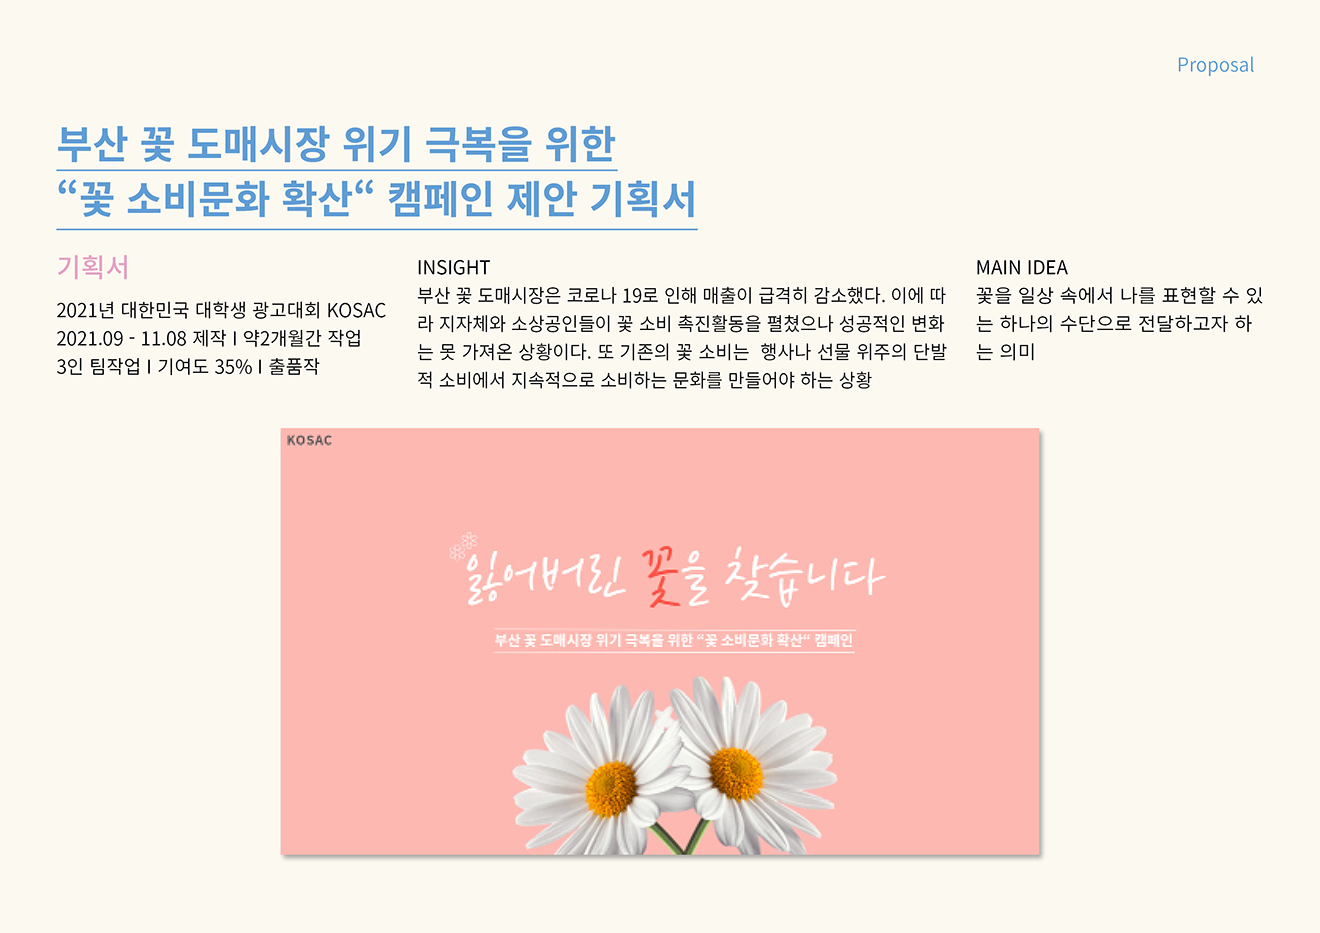 Proposal
부산 꽃 도매시장 위기 극복을 위한
“꽃 소비문화 확산“ 캠페인 제안 기획서
기획서
2021년 대한민국 대학생 광고대회 KOSAC
2021.09 - 11.08 제작 I 약2개월간 작업
3인 팀작업 I 기여도 35% I 출품작
INSIGHT
부산 꽃 도매시장은 코로나 19로 인해 매출이 급격히 감소했다. 이에 따
라 지자체와 소상공인들이 꽃 소비 촉진활동을 펼쳤으나 성공적인 변화
는 못 가져온 상황이다. 또 기존의 꽃 소비는 행사나 선물 위주의 단발
적 소비에서 지속적으로 소비하는 문화를 만들어야 하는 상황
MAIN IDEA
꽃을 일상 속에서 나를 표현할 수 있
는 하나의 수단으로 전달하고자 하
는 의미
KOSAC
잃어버린 꽃을 찾습니다
부산 꽃 도매시장 위기 극복을 위한 “꽃 소비문화 확산“ 캠페인